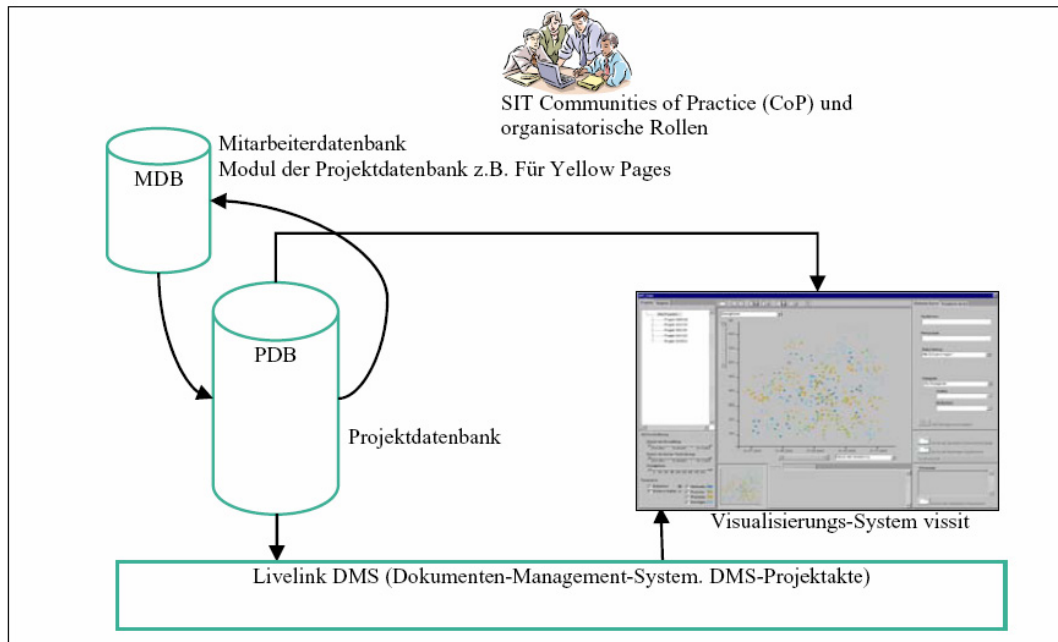 SIT Communities of Practice (CoP) und
organisatorische Rollen
Mitarbeiterdatenbank
Modul der Projektdatenbank z.B. Für Yellow Pages
MDB
PDB
Projektdatenbank
Visualisierungs-System vissit
Livelink DMS (Dokumenten-Management-System. DMS-Projektakte)